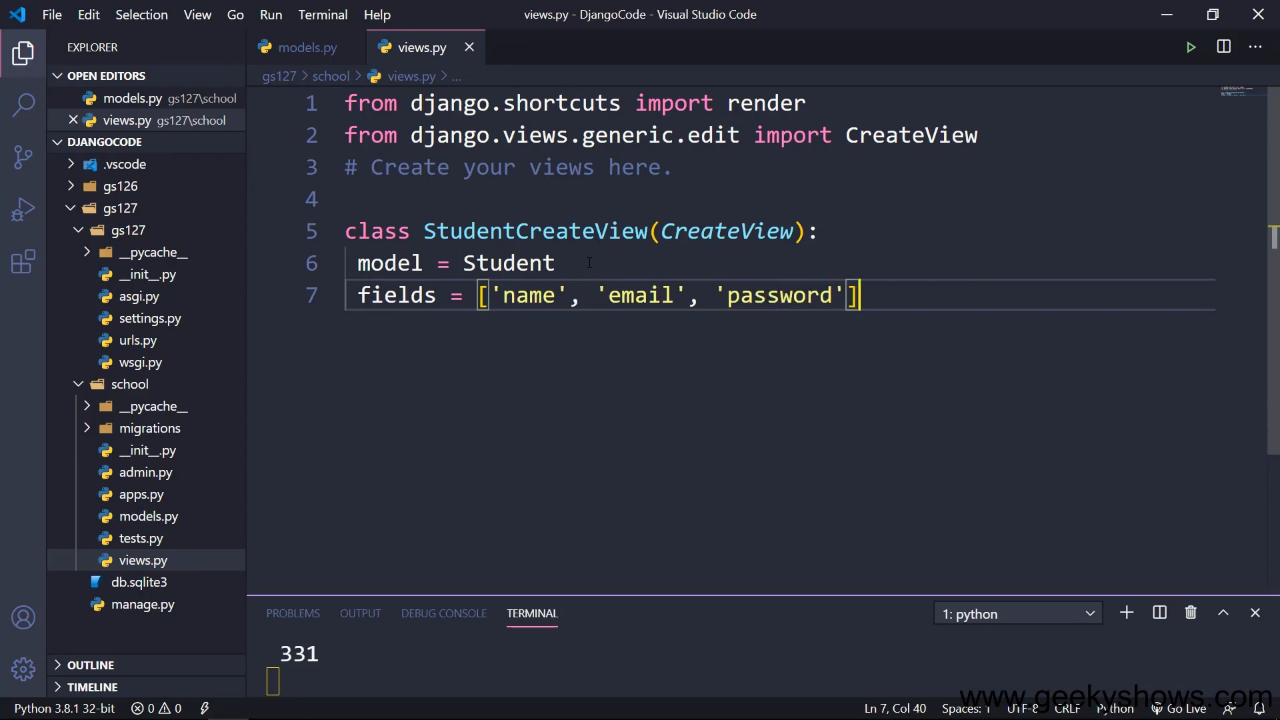 File Edit Selection View Go Run Terminal Help views.py - DjangoCode - Visual Studio Code
EXPLORER
models.py views.py
OPEN EDITORS
models.py gs127\school
views.py gs127\school
DJANGOCODE
.vscode
gs126
gs127
gs127
__pycache__
__init__.py
asgi.py
settings.py
urls.py
wsgi.py
school
__pycache__
migrations
__init__.py
admin.py
apps.py
models.py
tests.py
views.py
db.sqlite3
manage.py
OUTLINE
TIMELINE
gs127 > school > views.py > ...
1 from django.shortcuts import render
2 from django.views.generic.edit import CreateView
3 # Create your views here.
4
5 class StudentCreateView(CreateView):
6 model = Student
7 fields = ['name', 'email', 'password']
PROBLEMS OUTPUT DEBUG CONSOLE TERMINAL 1: python
331
www.geekyshows.com
Python 3.8.1 32-bit 0 0 Ln 7, Col 40 Spaces: 1 UTF-8 CRLF Python Go Live